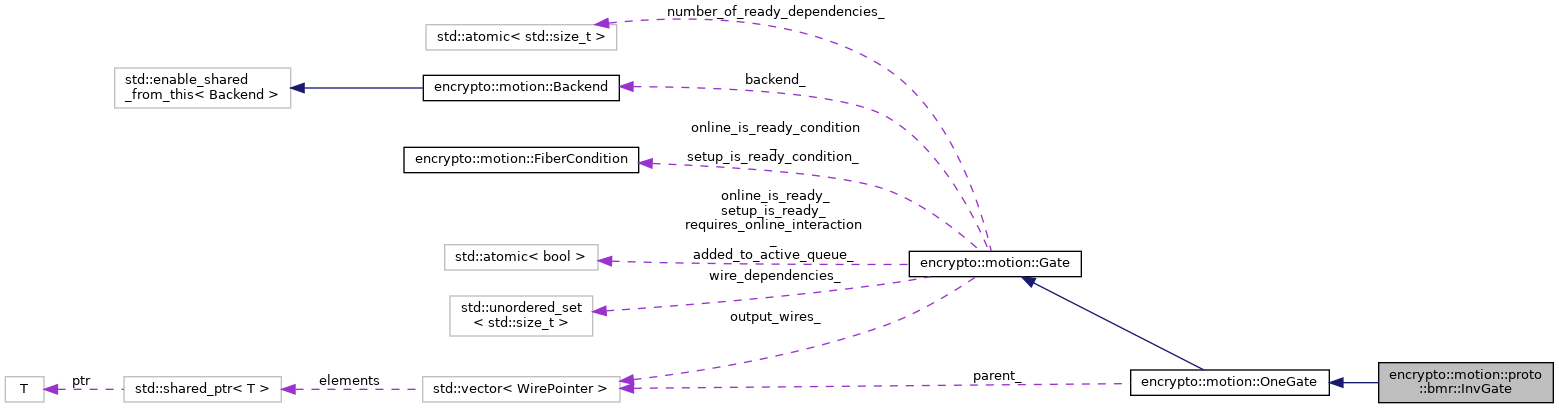 number_of_ready_dependencies_
std::atomic< std::size_t >
std::enable_shared
_from_this< Backend >
encrypto::motion::Backend
backend_
online_is_ready_condition
_
setup_is_ready_condition_
encrypto::motion::FiberCondition
online_is_ready_
setup_is_ready_
requires_online_interaction
_
added_to_active_queue_
std::atomic< bool >
encrypto::motion::Gate
wire_dependencies_
std::unordered_set
< std::size_t >
output_wires_
T
ptr
std::shared_ptr< T >
elements
std::vector< WirePointer >
parent_
encrypto::motion::OneGate
encrypto::motion::proto
::bmr::InvGate